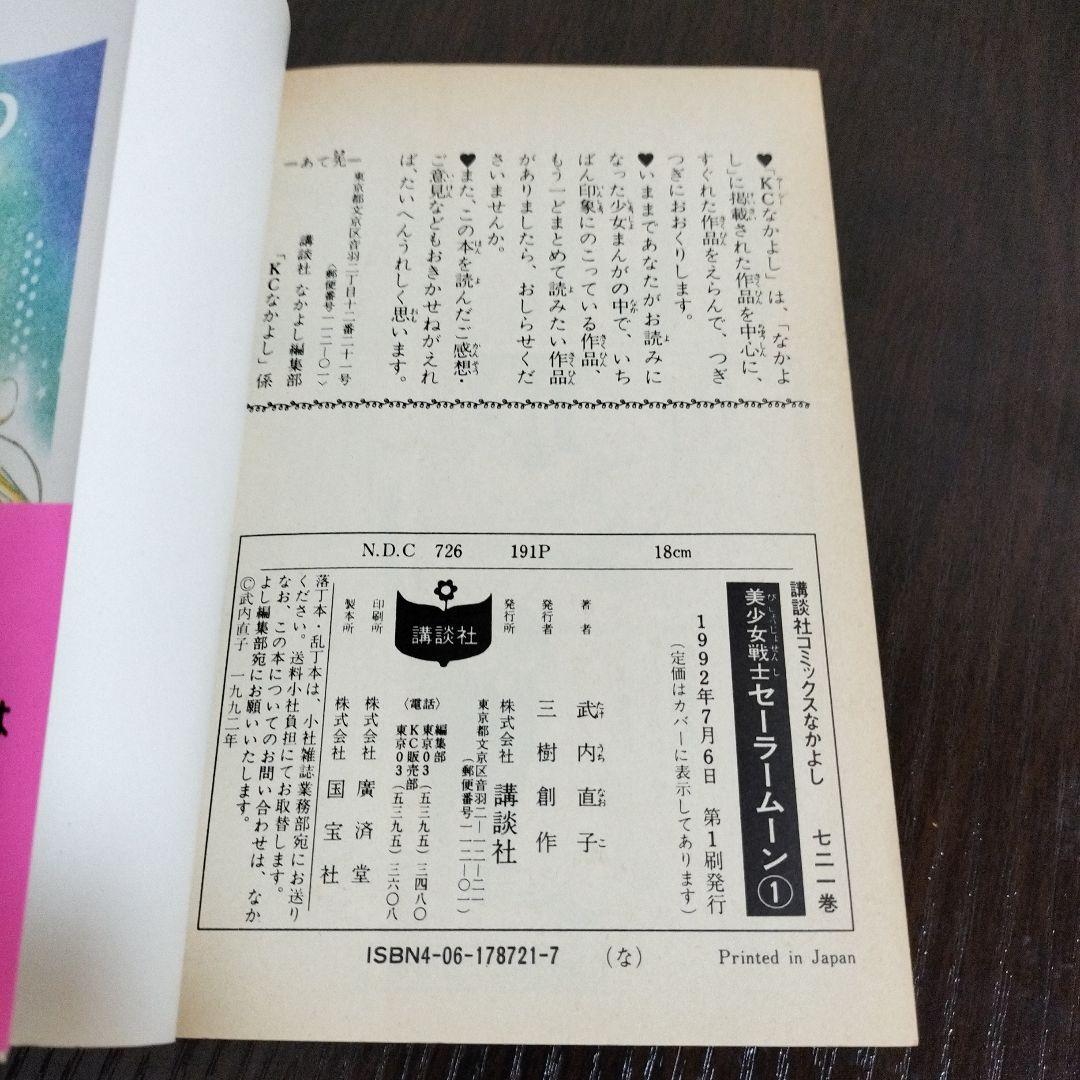 ♥「KCなかよし」は、「なかよ
し」に掲載された作品を中心に、
すぐれた作品をえらんで、つぎ
つぎにおおくりします。
♥いままであなたがお読みに
なった少女まんがの中で、いち
ばん印象にのこっている作品、
もう一どまとめて読みたい作品
がありましたら、おしらせくだ
さいませんか。
♥また、この本を読んだご感想・
ご意見などもおきかせねがえれ
ば、たいへんうれしく思います。
—あて先—
東京都文京区音羽二丁目十二番二十一号
〈郵便番号一一二-〇一〉
講談社 なかよし編集部
「KCなかよし」係
N.D.C 726 191P 18cm
講談社コミックスなかよし 七二一巻
美少女戦士セーラームーン①
1992年7月6日 第1刷発行
(定価はカバーに表示してあります)
著者 武内直子
発行者 三樹創作
発行所 株式会社 講談社
東京都文京区音羽二-一二-二一
(郵便番号一一二-〇一)
〈電話〉 編集部
東京03(五三九五)三四八〇
KC販売部
東京03(五三九五)三六〇八
講談社
印刷所 株式会社 廣済堂
製本所 株式会社 国宝社
落丁本・乱丁本は、小社雑誌業務部宛にお送り
ください。送料小社負担にてお取替します。
なお、この本についてのお問い合わせは、なか
よし編集部宛にお願いいたします。
©武内直子 一九九二年
ISBN4-06-178721-7 (な) Printed in Japan